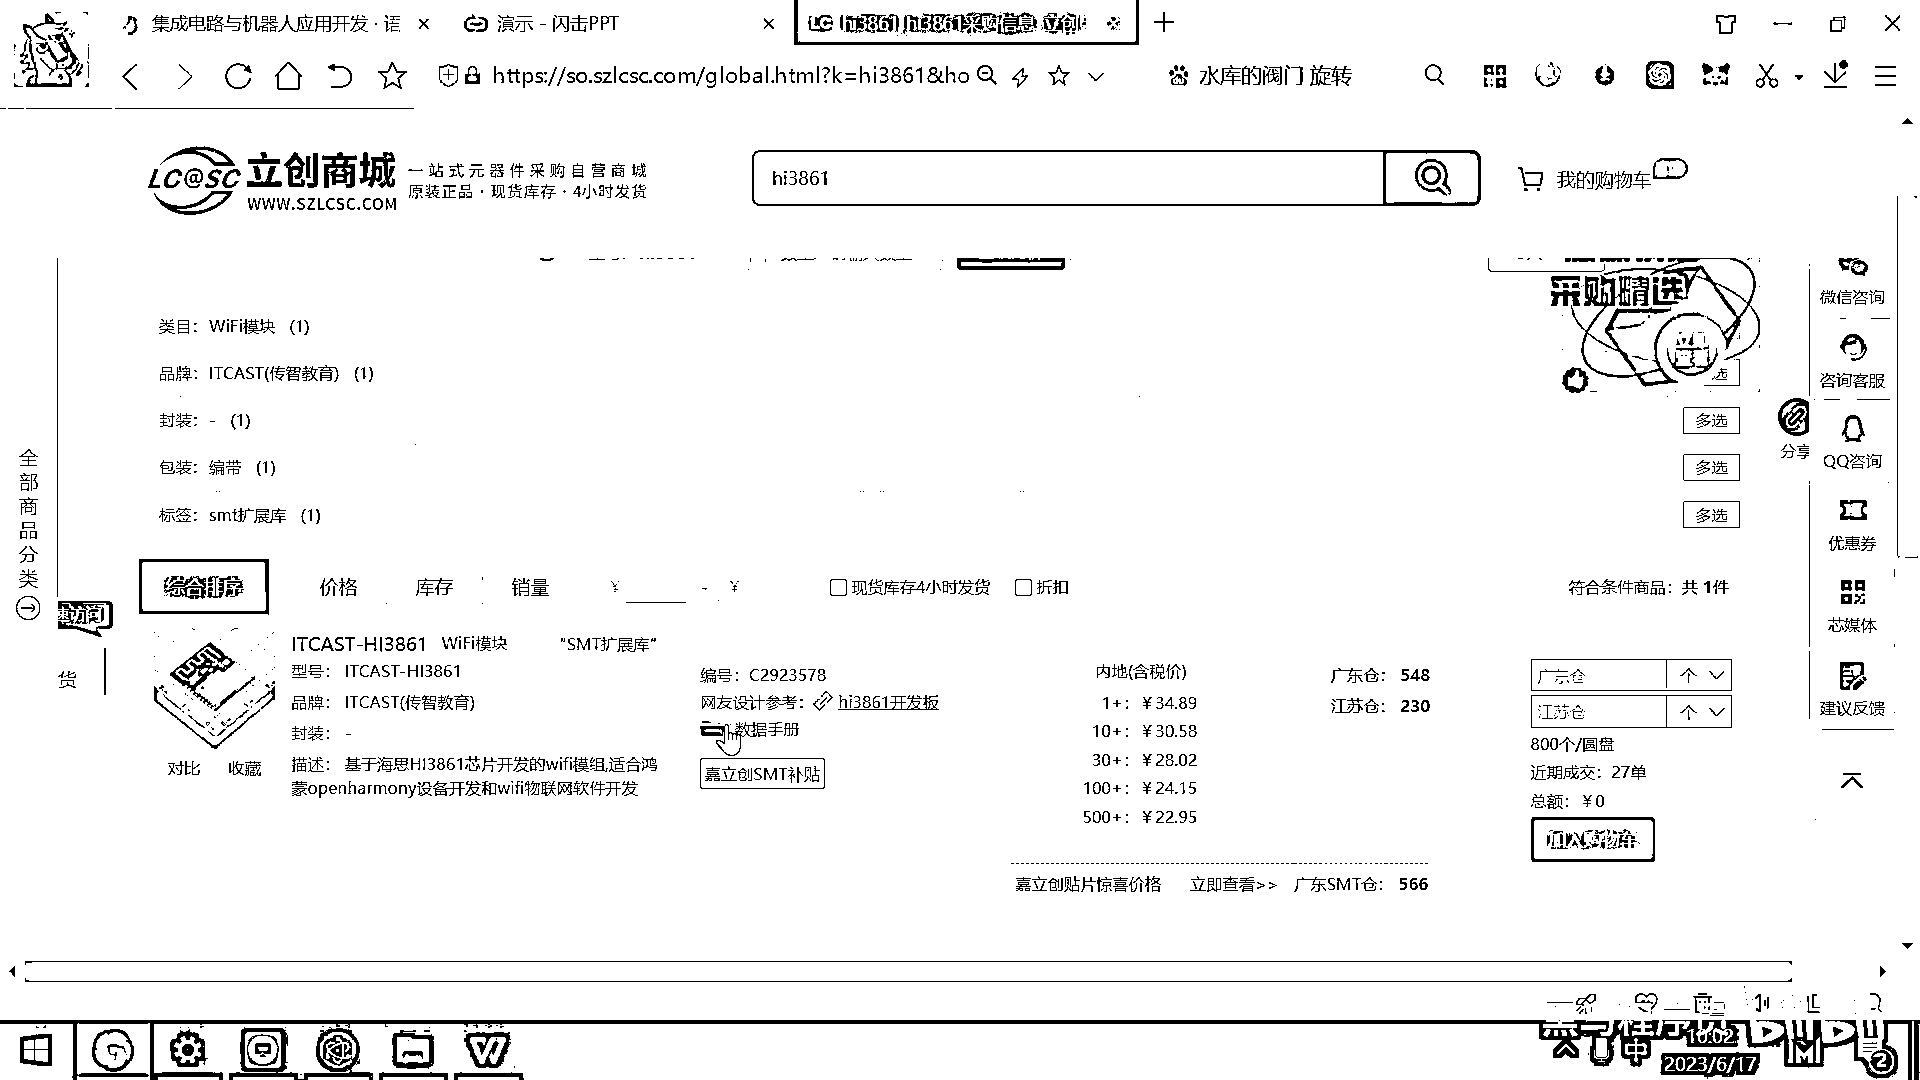 集成电路与机器人应用开发 · 语
演示 - 闪击PPT
hi3861 hi3861采购信息 立创
https://so.szlcsc.com/global.html?k=hi3861&ho
水库的阀门 旋转
LC@SC 立创商城
WWW.SZLCSC.COM
一站式元器件采购自营商城
原装正品 · 现货库存 · 4小时发货
hi3861
我的购物车
采购精选
类目： WiFi模块 (1)
品牌： ITCAST(传智教育) (1)
选
封装： - (1)
多选
包装： 编带 (1)
多选
标签： smt扩展库 (1)
多选
全部商品分类
速访问
货
分享
微信咨询
咨询客服
QQ咨询
优惠券
芯媒体
建议反馈
综合排序
价格
库存
销量
¥ - ¥
现货库存4小时发货
折扣
符合条件商品：共 1件
对比 收藏
ITCAST-HI3861 WiFi模块 "SMT扩展库"
型号： ITCAST-HI3861
品牌： ITCAST(传智教育)
封装： -
描述： 基于海思HI3861芯片开发的wifi模组,适合鸿
蒙openharmony设备开发和wifi物联网软件开发
编号：C2923578
网友设计参考： hi3861开发板
数据手册
嘉立创SMT补贴
内地(含税价)
1+：￥34.89
10+：￥30.58
30+：￥28.02
100+：￥24.15
500+：￥22.95
广东仓： 548
江苏仓： 230
广东仓 个
江苏仓 个
800个/圆盘
近期成交：27单
总额：￥0
加入购物车
嘉立创贴片惊喜价格 立即查看>> 广东SMT仓： 566
黑马程序员
中
10:02
2023/6/17
2